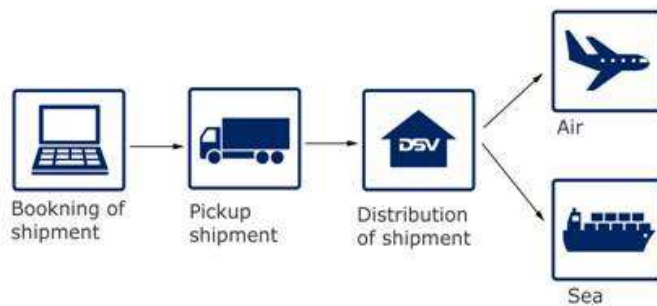 Air
DSV
Bookning of
shipment
Pickup
shipment
Distribution
of shipment
Sea